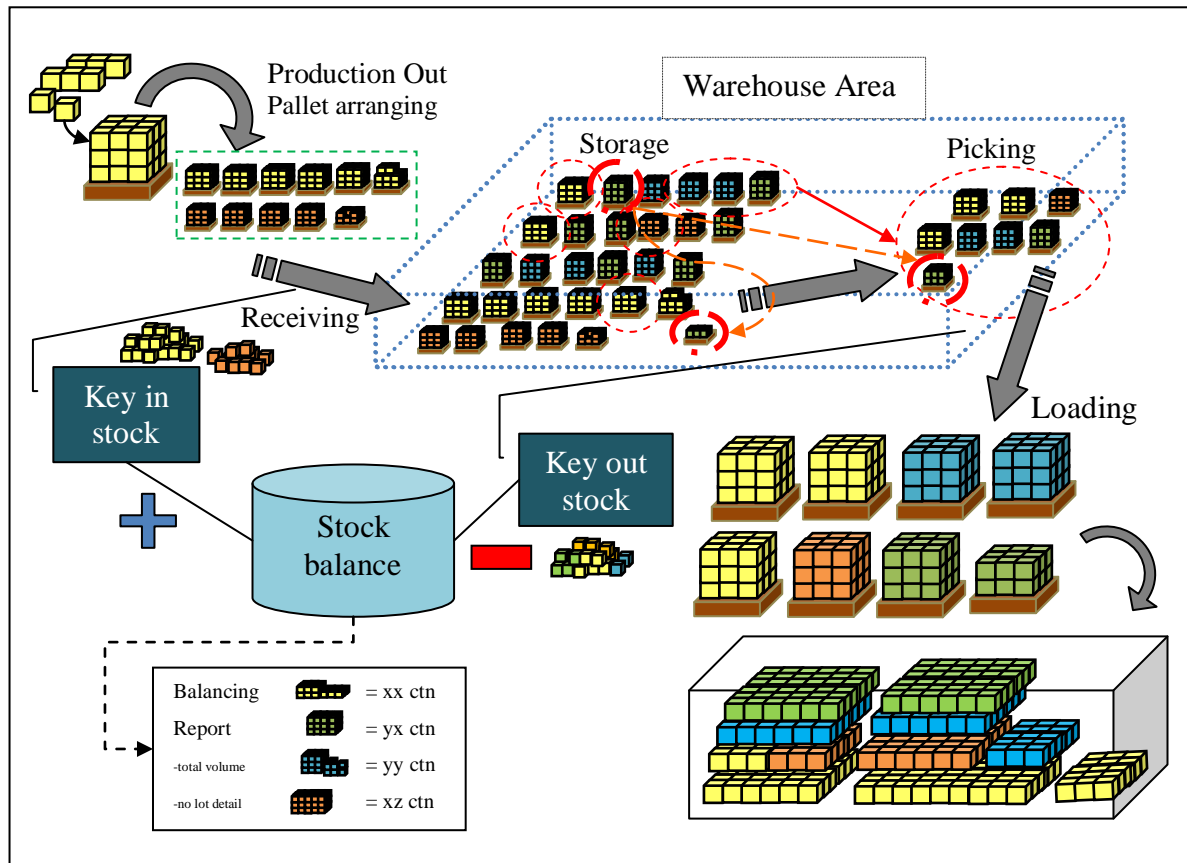 Production Out
Pallet arranging
Warehouse Area
Storage
Picking
Receiving
Loading
Key in
stock
Key out
stock
Stock
balance
Balancing = xx ctn
Report = yx ctn
-total volume = yy ctn
-no lot detail = xz ctn